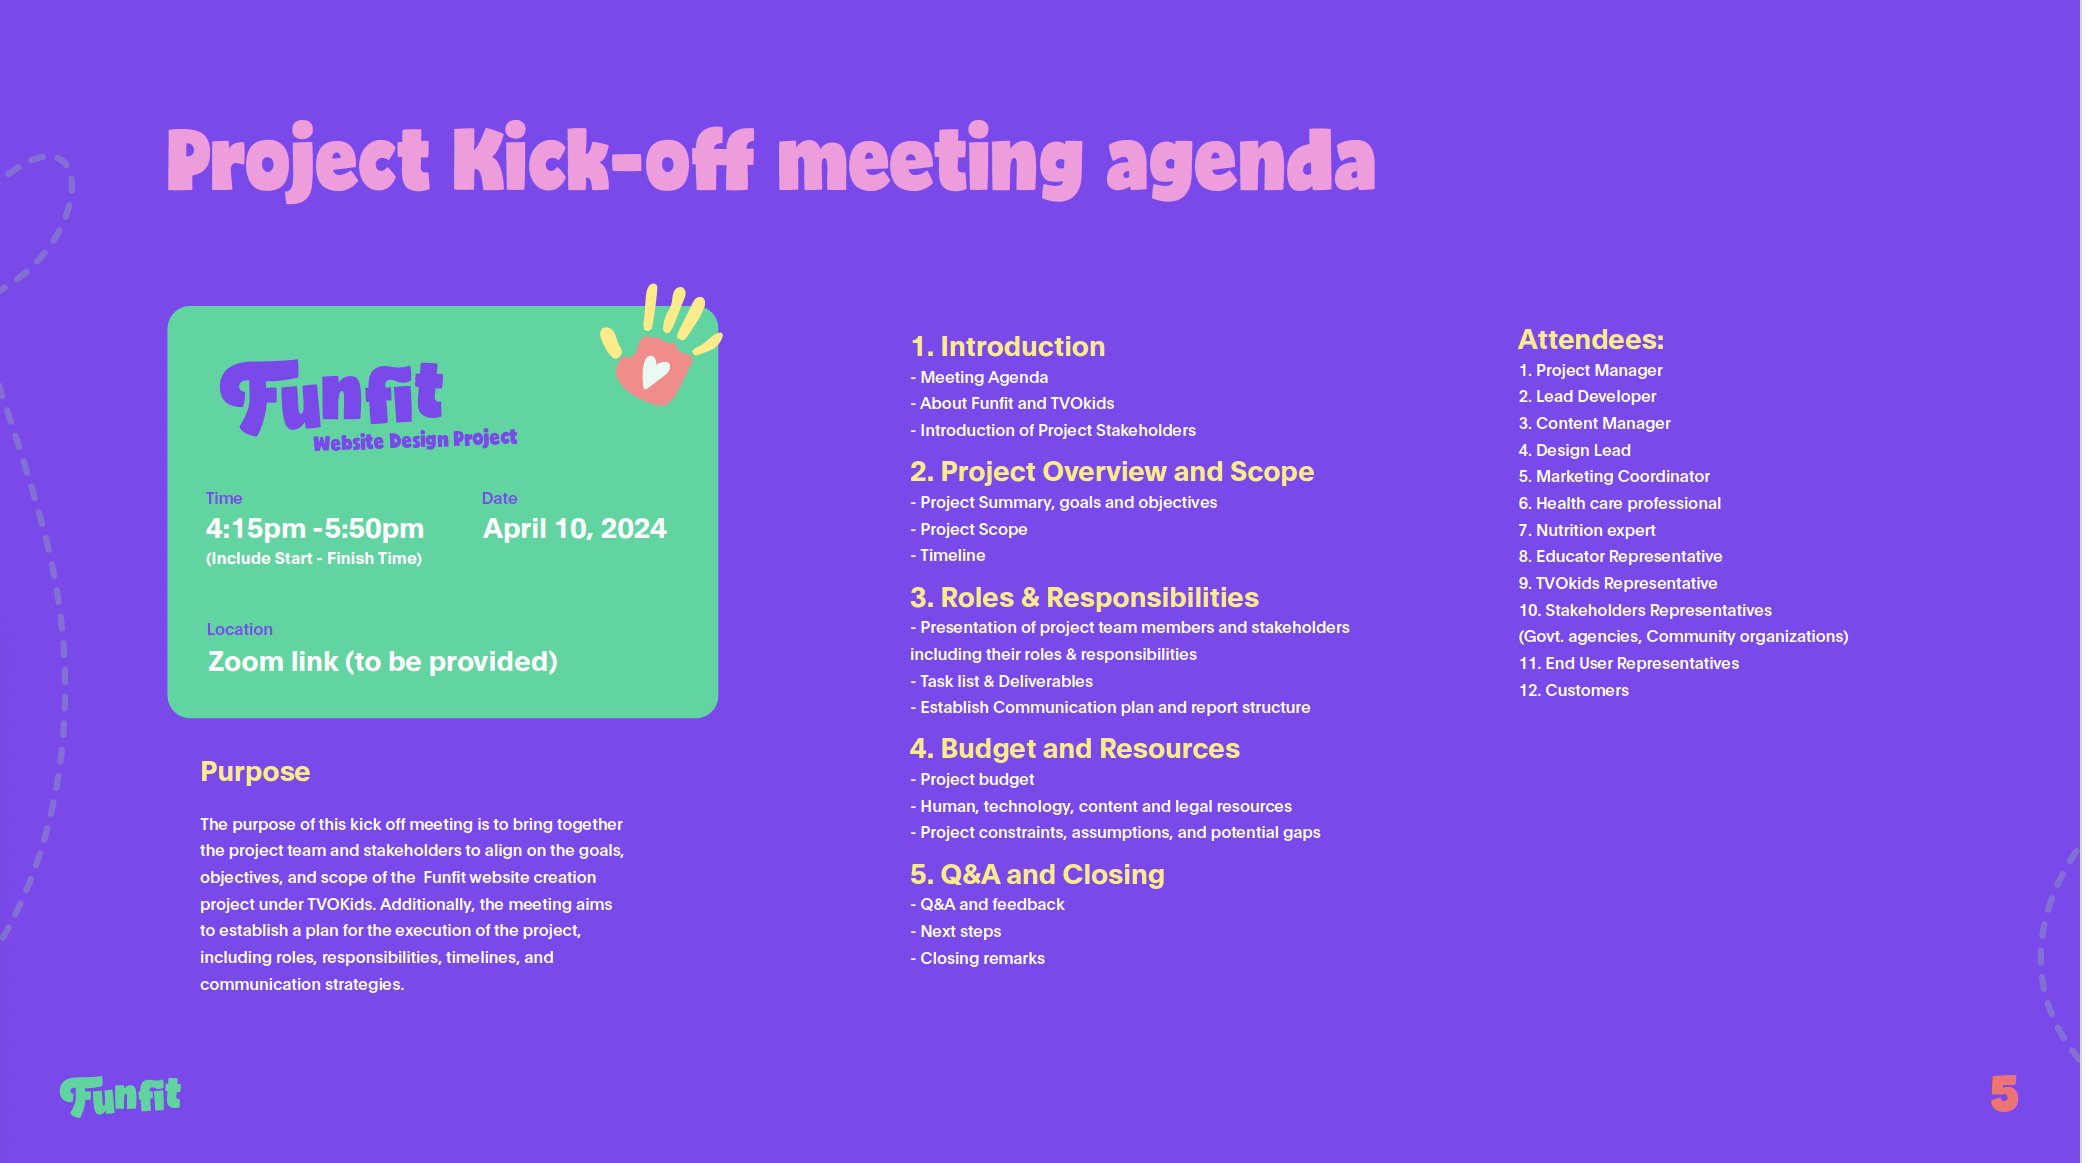 Project Kick-off meeting agenda
Funfit
Website Design Project
Time
4:15pm -5:50pm
(Include Start - Finish Time)
Date
April 10, 2024
Location
Zoom link (to be provided)
Purpose
The purpose of this kick off meeting is to bring together
the project team and stakeholders to align on the goals,
objectives, and scope of the  Funfit website creation
project under TVOKids. Additionally, the meeting aims
to establish a plan for the execution of the project,
including roles, responsibilities, timelines, and
communication strategies.
1. Introduction
- Meeting Agenda
- About Funfit and TVOkids
- Introduction of Project Stakeholders
2. Project Overview and Scope
- Project Summary, goals and objectives
- Project Scope
- Timeline
3. Roles & Responsibilities
- Presentation of project team members and stakeholders
including their roles & responsibilities
- Task list & Deliverables
- Establish Communication plan and report structure
4. Budget and Resources
- Project budget
- Human, technology, content and legal resources
- Project constraints, assumptions, and potential gaps
5. Q&A and Closing
- Q&A and feedback
- Next steps
- Closing remarks
Attendees:
1. Project Manager
2. Lead Developer
3. Content Manager
4. Design Lead
5. Marketing Coordinator
6. Health care professional
7. Nutrition expert
8. Educator Representative
9. TVOkids Representative
10. Stakeholders Representatives
(Govt. agencies, Community organizations)
11. End User Representatives
12. Customers
Funfit
5